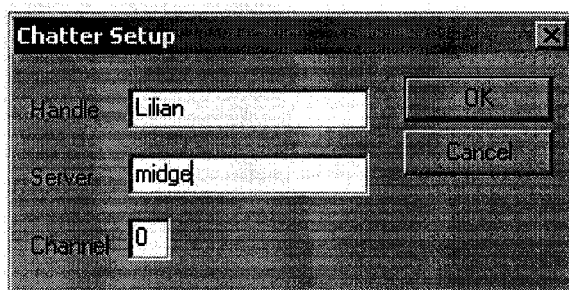 Chatter Setup
Handle Lilian OK
Server midge Cancel
Channel 0